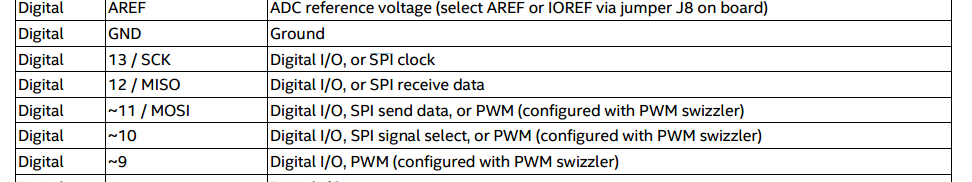 Digital AREF ADC reference voltage (select AREF or IOREF via jumper J8 on board)
Digital GND Ground
Digital 13 / SCK Digital I/O, or SPI clock
Digital 12 / MISO Digital I/O, or SPI receive data
Digital ~11 / MOSI Digital I/O, SPI send data, or PWM (configured with PWM swizzler)
Digital ~10 Digital I/O, SPI signal select, or PWM (configured with PWM swizzler)
Digital ~9 Digital I/O, PWM (configured with PWM swizzler)